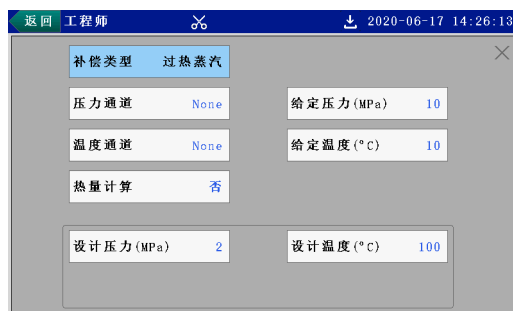 返回 工程师 2020-06-17 14:26:13
补偿类型 过热蒸汽
压力通道 None 给定压力(MPa) 10
温度通道 None 给定温度(°C) 10
热量计算 否
设计压力(MPa) 2 设计温度(°C) 100